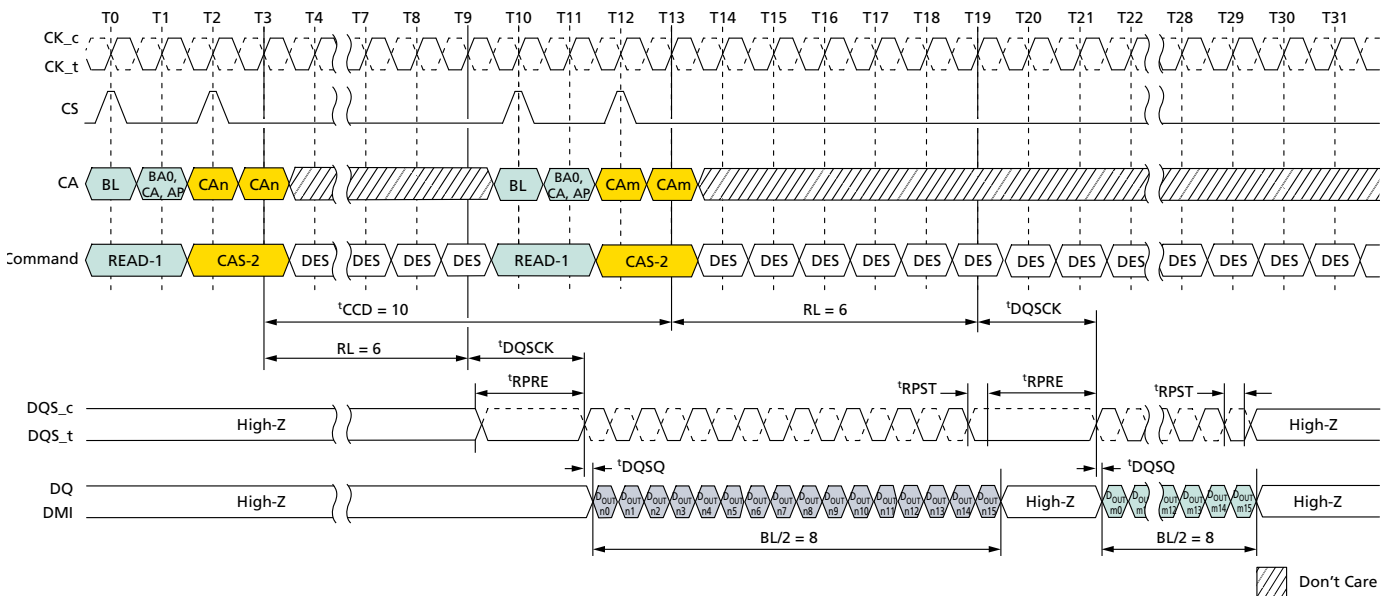 T0 T1 T2 T3 T4 T7 T8 T9 T10 T11 T12 T13 T14 T15 T16 T17 T18 T19 T20 T21 T22 T28 T29 T30 T31
CK_c
CK_t
CS
CA BL BA0, CA, AP CAn CAn BL BA0, CA, AP CAm CAm
Command READ-1 CAS-2 DES DES DES DES READ-1 CAS-2 DES DES DES DES DES DES DES DES DES DES DES DES DES
tCCD = 10 RL = 6 tDQSCK
RL = 6 tDQSCK
tRPRE tRPST tRPRE tRPST
DQS_c
DQS_t
High-Z High-Z
tDQSQ tDQSQ
DQ
DMI
High-Z DOUT n0 DOUT n1 DOUT n2 DOUT n3 DOUT n4 DOUT n5 DOUT n6 DOUT n7 DOUT n8 DOUT n9 DOUT n10 DOUT n11 DOUT n12 DOUT n13 DOUT n14 DOUT n15 High-Z DOUT m0 DOUT m12 DOUT m13 DOUT m14 DOUT m15 High-Z
BL/2 = 8 BL/2 = 8
Don't Care